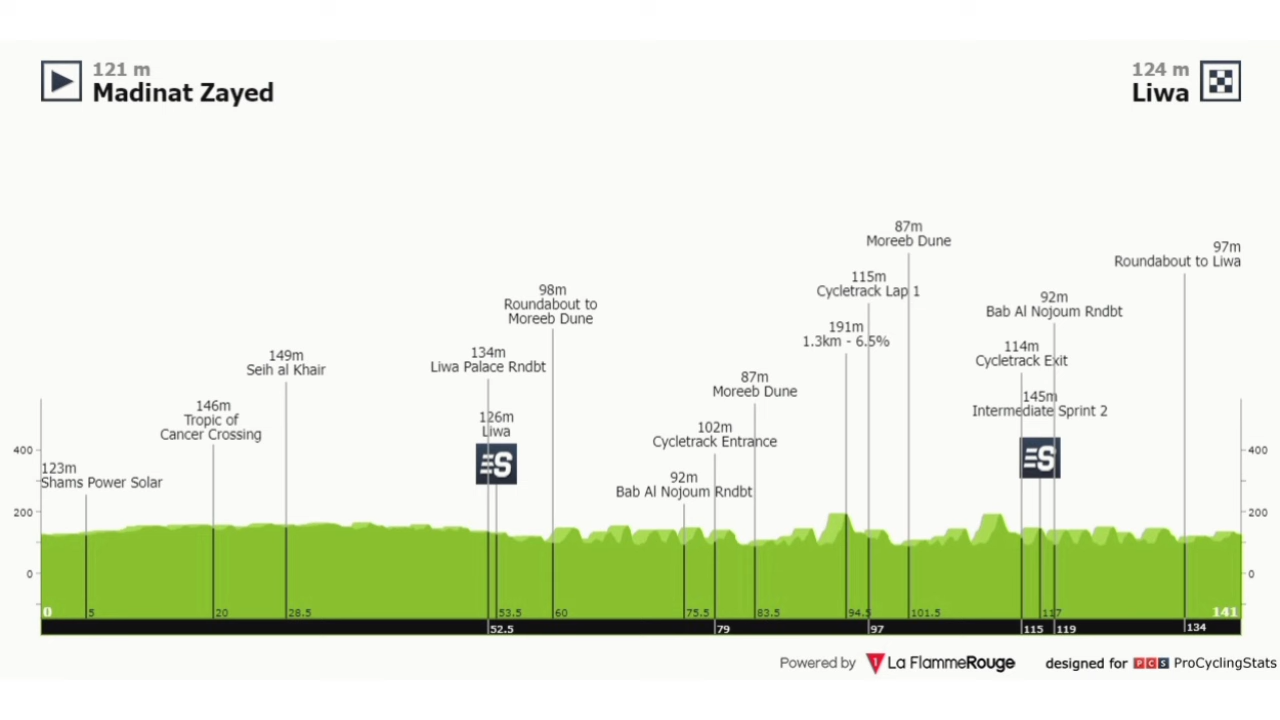 121 m
Madinat Zayed
124 m
Liwa
87m
Moreeb Dune
97m
Roundabout to Liwa
115m
Cycletrack Lap 1
98m
Roundabout to
Moreeb Dune
92m
Bab Al Nojoum Rndbt
191m
1.3km - 6.5%
149m
Seih al Khair
134m
Liwa Palace Rndbt
114m
Cycletrack Exit
87m
Moreeb Dune
145m
Intermediate Sprint 2
146m
Tropic of
Cancer Crossing
126m
Liwa
102m
Cycletrack Entrance
123m
Shams Power Solar
92m
Bab Al Nojoum Rndbt
S
S
400
400
200
200
0
0
0
5
20
28.5
53.5
60
75.5
83.5
94.5
101.5
117
141
52.5
79
97
115
119
134
Powered by
La FlammeRouge
designed for
PCS
ProCyclingStats